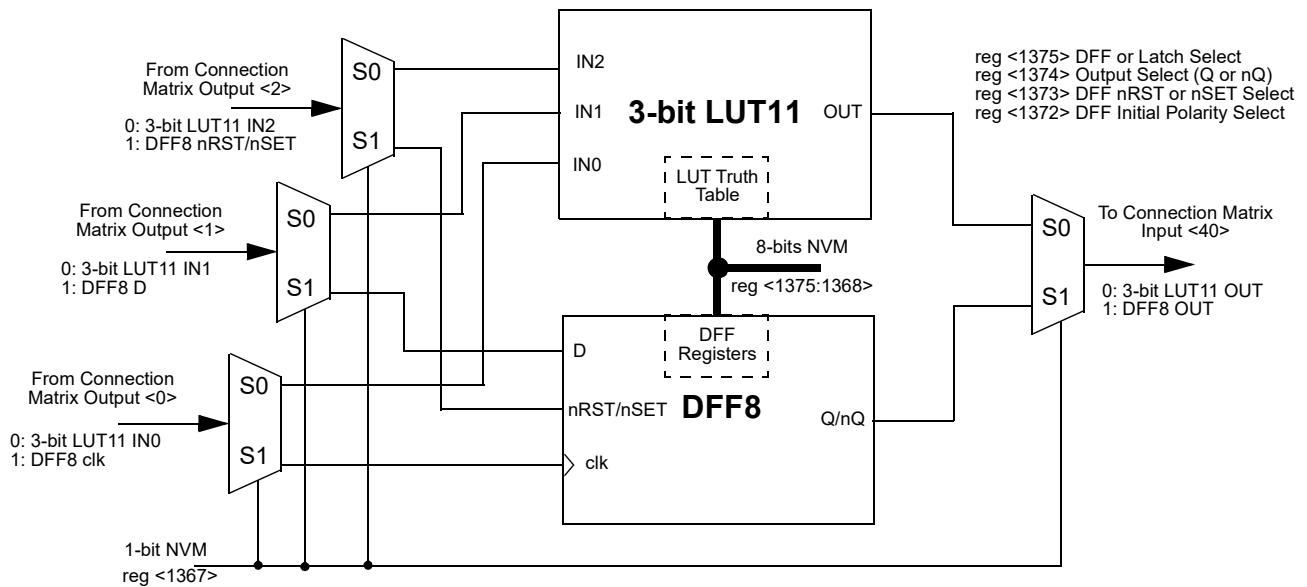 From Connection
Matrix Output <2>
0: 3-bit LUT11 IN2
1: DFF8 nRST/nSET
S0
S1
From Connection
Matrix Output <1>
0: 3-bit LUT11 IN1
1: DFF8 D
S0
S1
From Connection
Matrix Output <0>
0: 3-bit LUT11 IN0
1: DFF8 clk
S0
S1
1-bit NVM
reg <1367>
IN2
IN1
IN0
3-bit LUT11
OUT
LUT Truth
Table
8-bits NVM
reg <1375:1368>
DFF
Registers
D
nRST/nSET
clk
DFF8
Q/nQ
reg <1375> DFF or Latch Select
reg <1374> Output Select (Q or nQ)
reg <1373> DFF nRST or nSET Select
reg <1372> DFF Initial Polarity Select
S0
S1
To Connection Matrix
Input <40>
0: 3-bit LUT11 OUT
1: DFF8 OUT